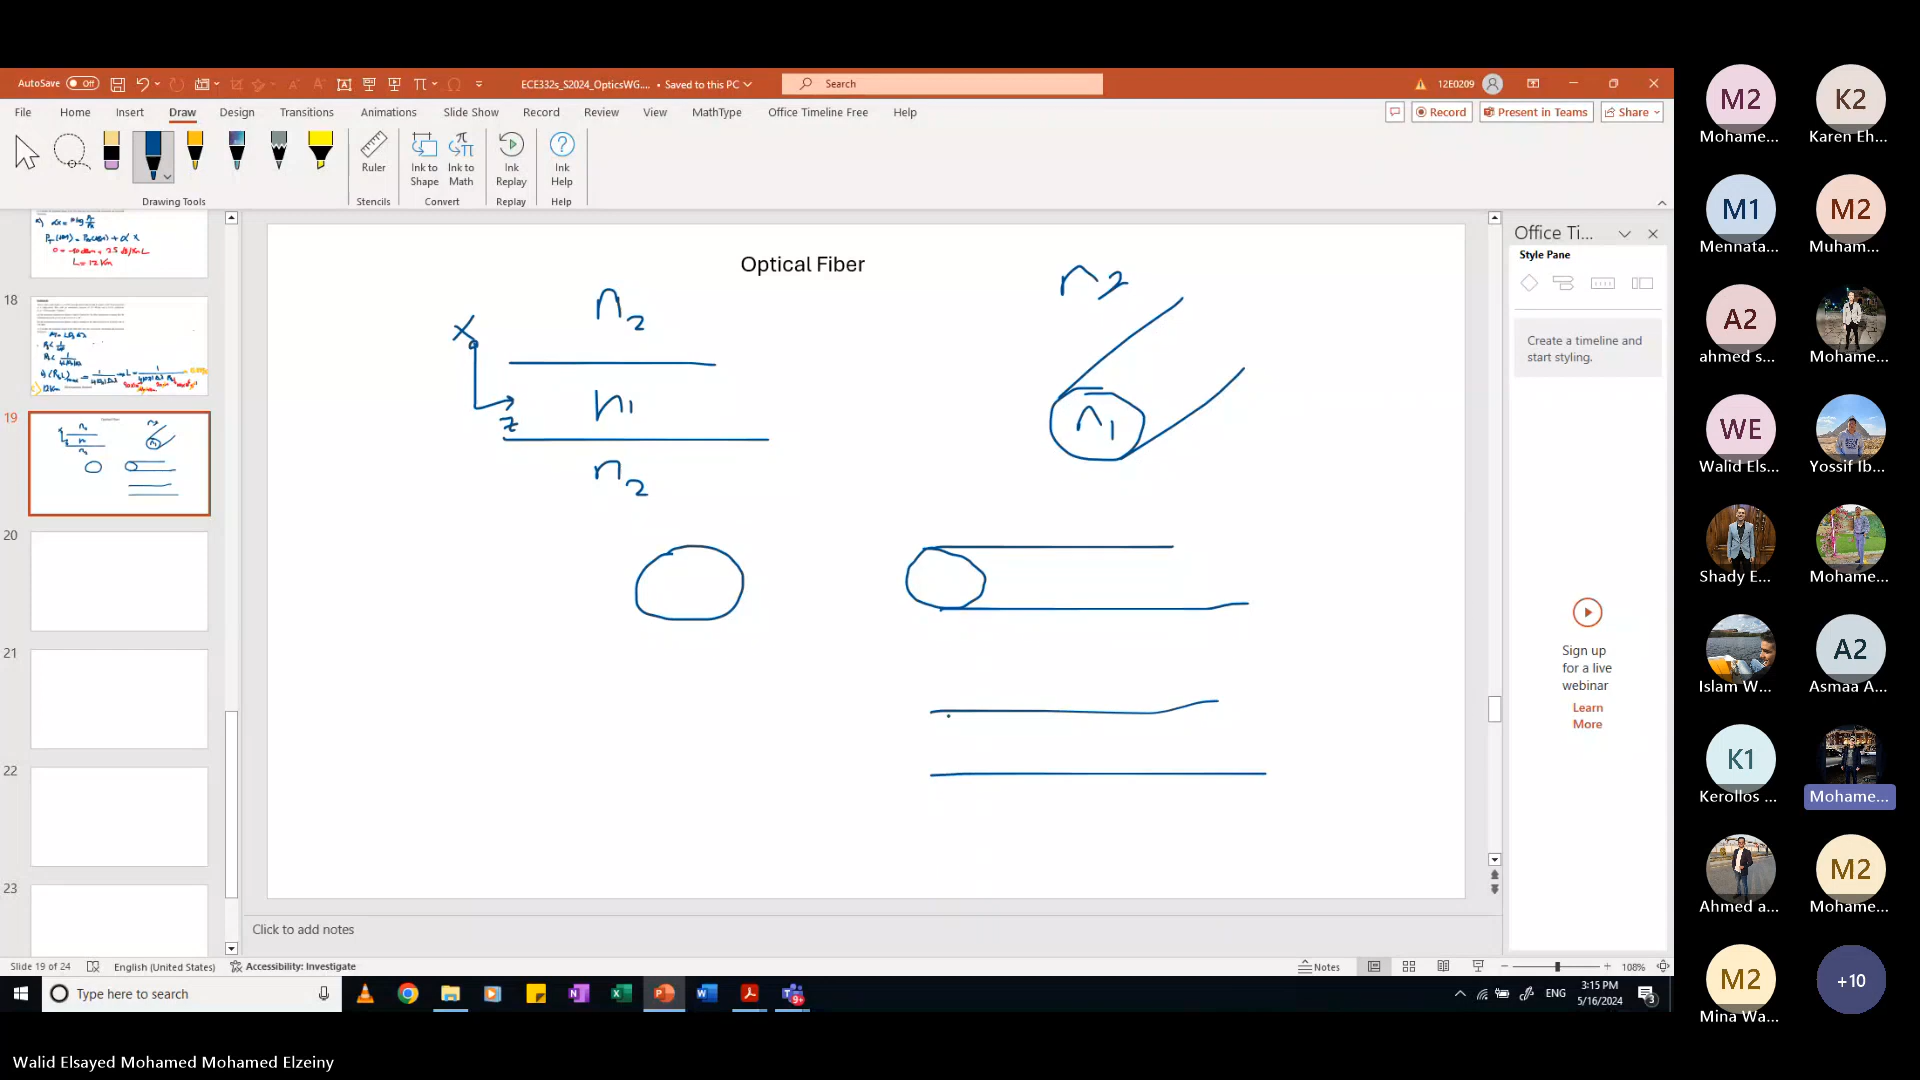 AutoSave Off
ECE332s_S2024_OpticsWG.... • Saved to this PC
Search
12E0209
File Home Insert Draw Design Transitions Animations Slide Show Record Review View MathType Office Timeline Free Help
Record Present in Teams Share
Ruler
Ink to Shape
Ink to Math
Ink Replay
Ink Help
Drawing Tools Stencils Convert Replay Help
18
19
20
21
22
23
Optical Fiber
n2
x
n1
z
n2
n2
n1
Office Ti...
Style Pane
Create a timeline and
start styling.
Sign up
for a live
webinar
Learn
More
Click to add notes
Slide 19 of 24 English (United States) Accessibility: Investigate
Notes 108%
Type here to search
ENG
3:15 PM
5/16/2024
3
9+
M2
Mohame...
K2
Karen Eh...
M1
Mennata...
M2
Muham...
A2
ahmed s...
Mohame...
WE
Walid Els...
Yossif Ib...
Shady E...
Mohame...
Islam W...
A2
Asmaa A...
K1
Kerollos ...
Mohame...
Ahmed a...
M2
Mohame...
M2
Mina Wa...
+10
Walid Elsayed Mohamed Mohamed Elzeiny